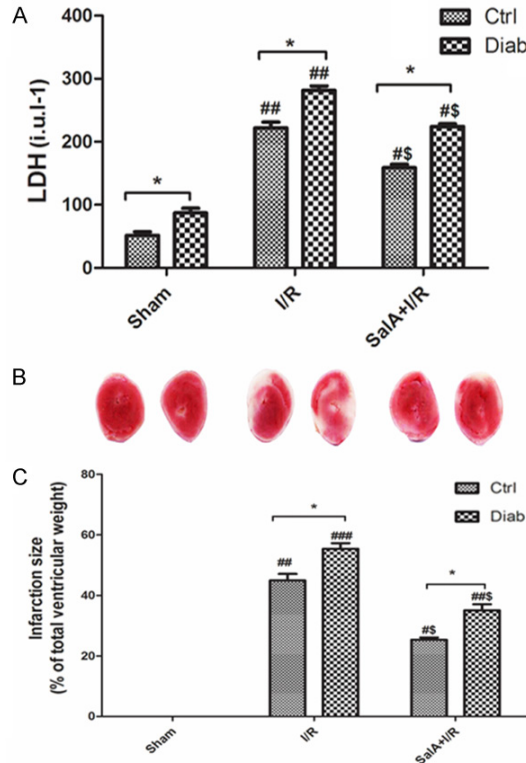 A
400
300
200
100
0
LDH (i.u.l-1)
Ctrl
Diab
*
*
##
##
*
#$
#$
Sham
I/R
SalA+I/R
B
C
80
60
40
20
0
Infarction size
(% of total ventricular weight)
Ctrl
Diab
*
##
###
*
#$
##$
Sham
I/R
SalA+I/R